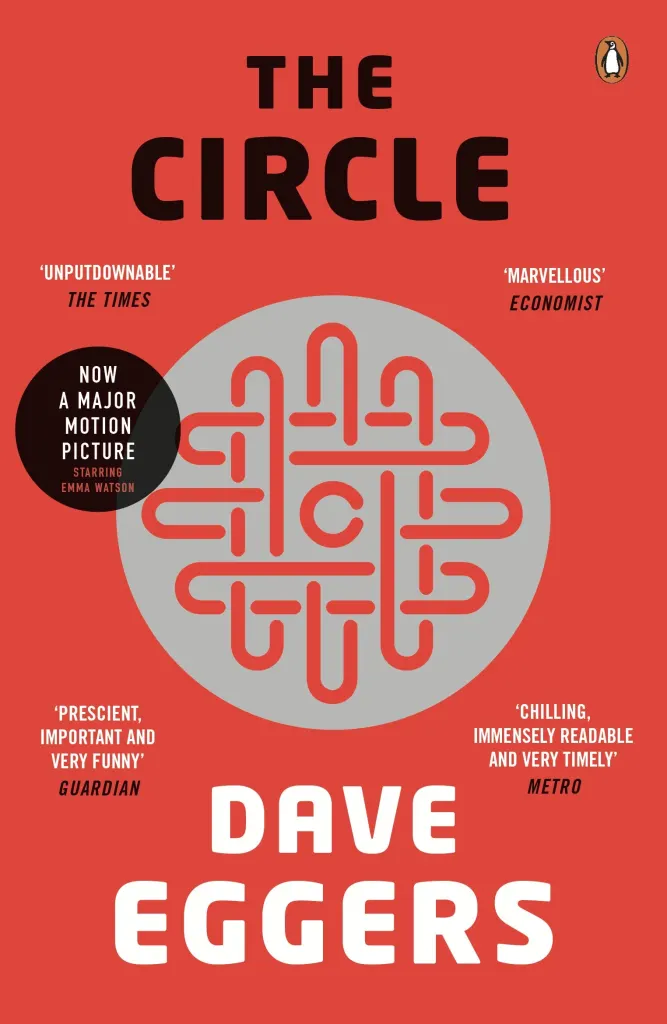 THE
CIRCLE
‘UNPUTDOWNABLE’
THE TIMES
‘MARVELLOUS’
ECONOMIST
NOW
A MAJOR
MOTION
PICTURE
STARRING
EMMA WATSON
C
‘PRESCIENT,
IMPORTANT AND
VERY FUNNY’
GUARDIAN
‘CHILLING,
IMMENSELY READABLE
AND VERY TIMELY’
METRO
DAVE
EGGERS